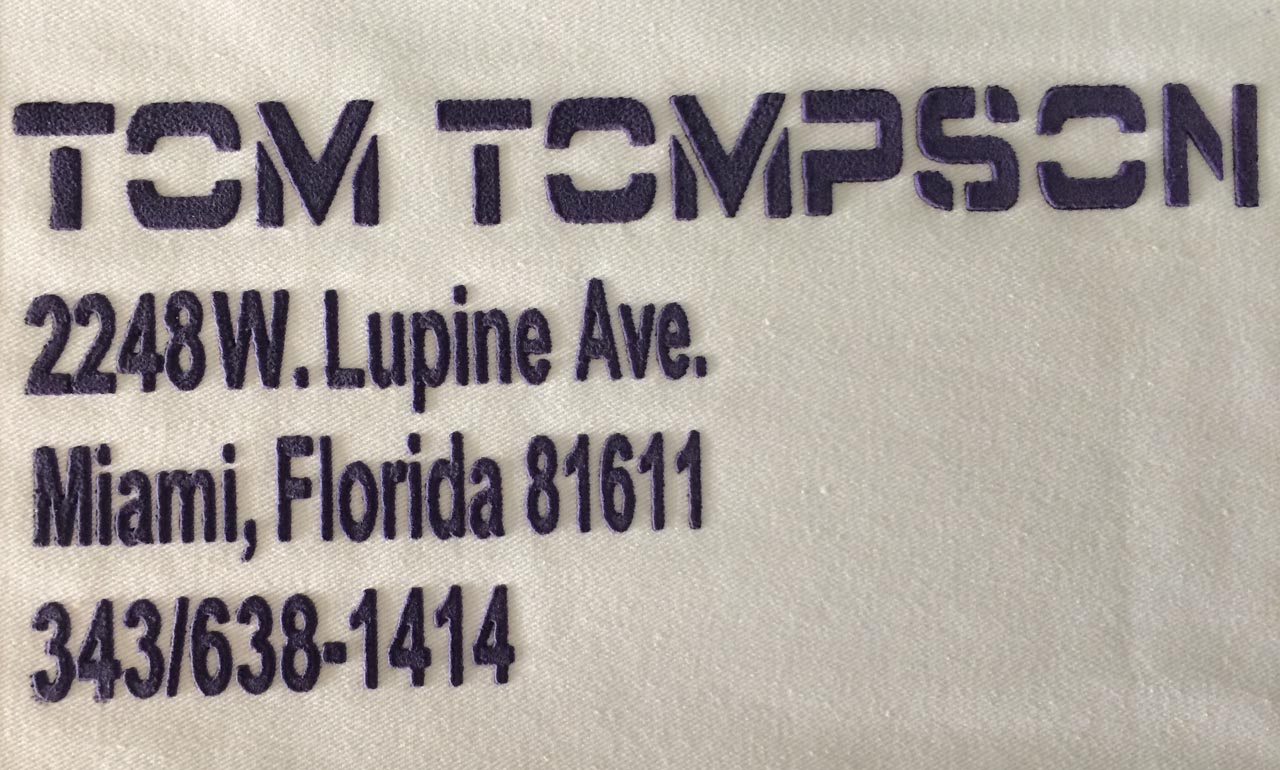 TOM TOMPSON
2248 W. Lupine Ave.
Miami, Florida 81611
343/638-1414